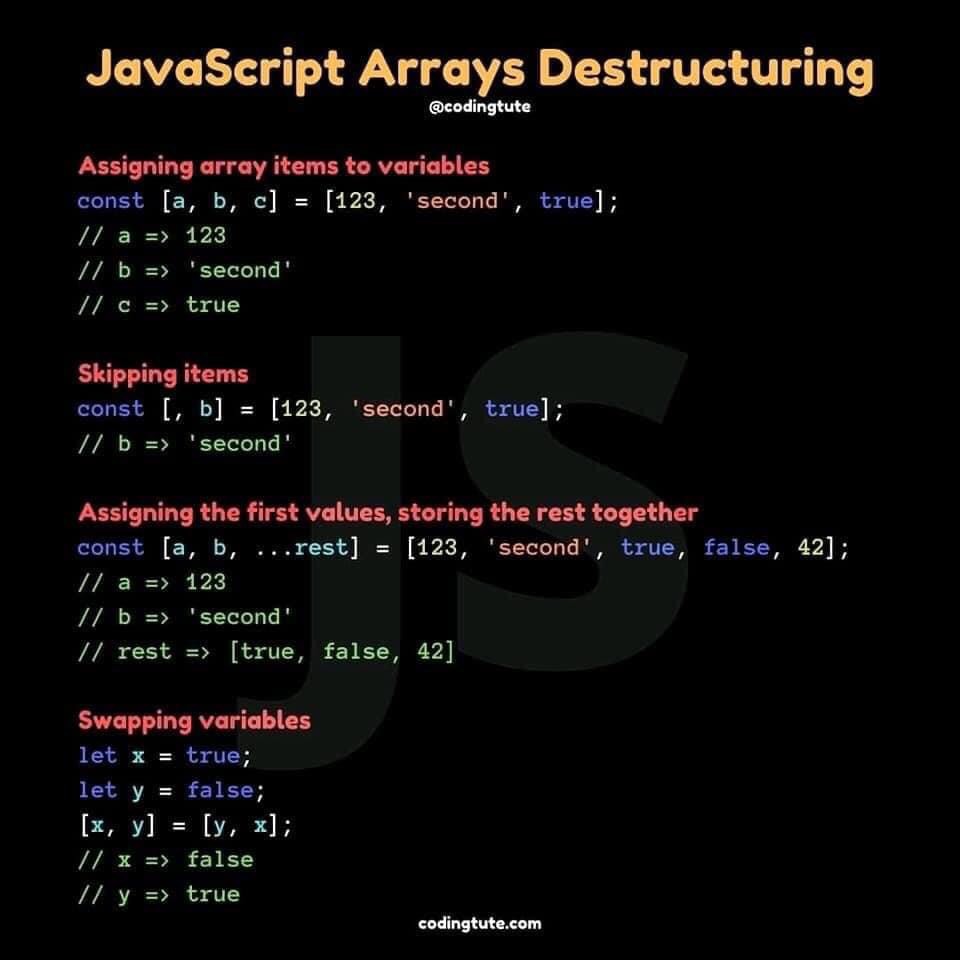 JavaScript Arrays Destructuring
@codingtute
Assigning array items to variables
const [a, b, c] = [123, 'second', true];
// a => 123
// b => 'second'
// c => true
Skipping items
const [, b] = [123, 'second', true];
// b => 'second'
Assigning the first values, storing the rest together
const [a, b, ...rest] = [123, 'second', true, false, 42];
// a => 123
// b => 'second'
// rest => [true, false, 42]
Swapping variables
let x = true;
let y = false;
[x, y] = [y, x];
// x => false
// y => true
codingtute.com
JS